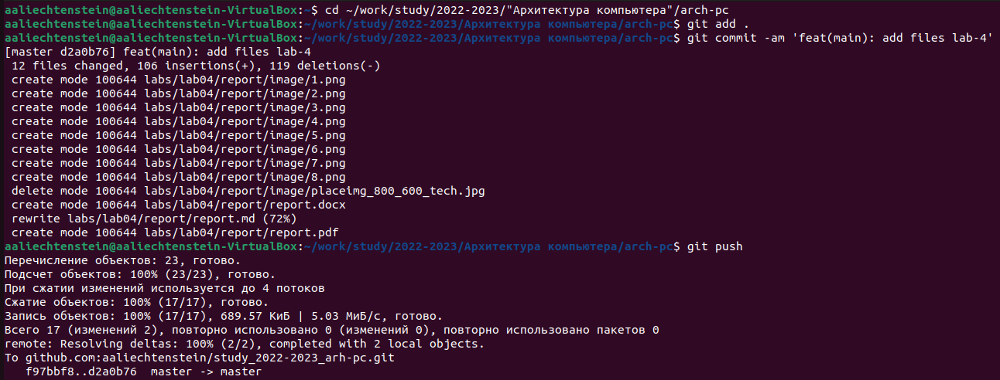 aaliechtenstein@aaliechtenstein-VirtualBox:~$ cd ~/work/study/2022-2023/"Архитектура компьютера"/arch-pc
aaliechtenstein@aaliechtenstein-VirtualBox:~/work/study/2022-2023/Архитектура компьютера/arch-pc$ git add .
aaliechtenstein@aaliechtenstein-VirtualBox:~/work/study/2022-2023/Архитектура компьютера/arch-pc$ git commit -am 'feat(main): add files lab-4'
[master d2a0b76] feat(main): add files lab-4
 12 files changed, 106 insertions(+), 119 deletions(-)
 create mode 100644 labs/lab04/report/image/1.png
 create mode 100644 labs/lab04/report/image/2.png
 create mode 100644 labs/lab04/report/image/3.png
 create mode 100644 labs/lab04/report/image/4.png
 create mode 100644 labs/lab04/report/image/5.png
 create mode 100644 labs/lab04/report/image/6.png
 create mode 100644 labs/lab04/report/image/7.png
 create mode 100644 labs/lab04/report/image/8.png
 delete mode 100644 labs/lab04/report/image/placeimg_800_600_tech.jpg
 create mode 100644 labs/lab04/report/report.docx
 rewrite labs/lab04/report/report.md (72%)
 create mode 100644 labs/lab04/report/report.pdf
aaliechtenstein@aaliechtenstein-VirtualBox:~/work/study/2022-2023/Архитектура компьютера/arch-pc$ git push
Перечисление объектов: 23, готово.
Подсчет объектов: 100% (23/23), готово.
При сжатии изменений используется до 4 потоков
Сжатие объектов: 100% (17/17), готово.
Запись объектов: 100% (17/17), 689.57 КиБ | 5.03 МиБ/с, готово.
Всего 17 (изменений 2), повторно использовано 0 (изменений 0), повторно использовано пакетов 0
remote: Resolving deltas: 100% (2/2), completed with 2 local objects.
To github.com:aaliechtenstein/study_2022-2023_arh-pc.git
   f97bbf8..d2a0b76  master -> master